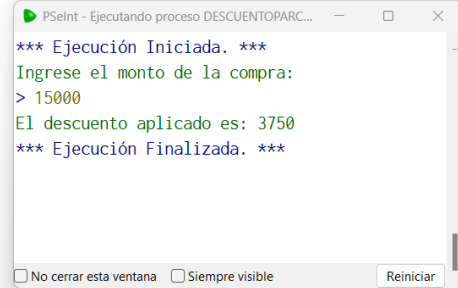 PSeInt - Ejecutando proceso DESCUENTOPARC...
*** Ejecución Iniciada. ***
Ingrese el monto de la compra:
> 15000
El descuento aplicado es: 3750
*** Ejecución Finalizada. ***
No cerrar esta ventana Siempre visible Reiniciar